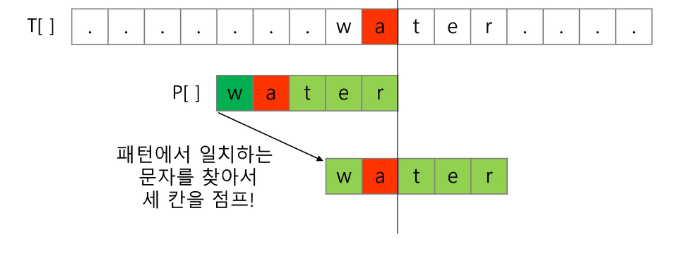 T[ ] . . . . . . . w a t e r . . . .
P[ ] w a t e r
패턴에서 일치하는
문자를 찾아서
세 칸을 점프!
w a t e r